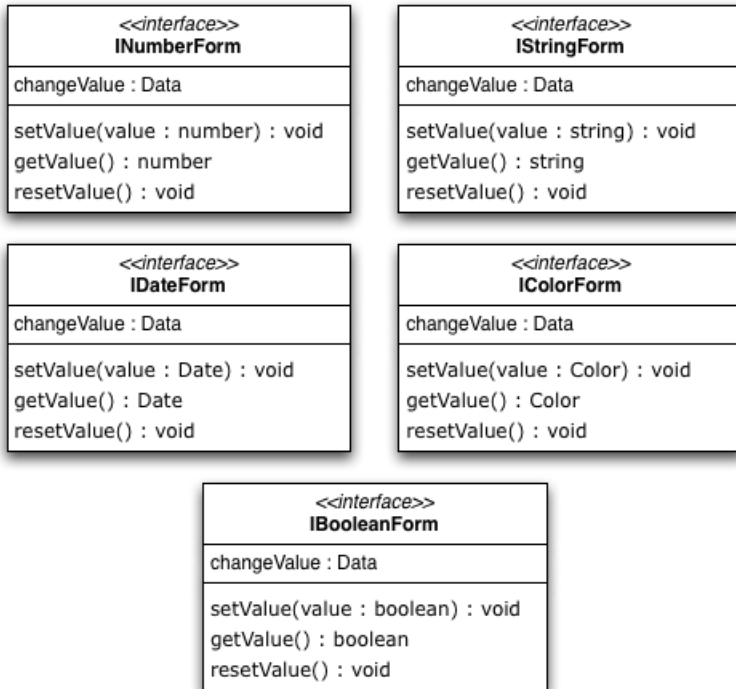 <<interface>>
INumberForm
changeValue : Data
setValue(value : number) : void
getValue() : number
resetValue() : void
<<interface>>
IStringForm
changeValue : Data
setValue(value : string) : void
getValue() : string
resetValue() : void
<<interface>>
IDateForm
changeValue : Data
setValue(value : Date) : void
getValue() : Date
resetValue() : void
<<interface>>
IColorForm
changeValue : Data
setValue(value : Color) : void
getValue() : Color
resetValue() : void
<<interface>>
IBooleanForm
changeValue : Data
setValue(value : boolean) : void
getValue() : boolean
resetValue() : void